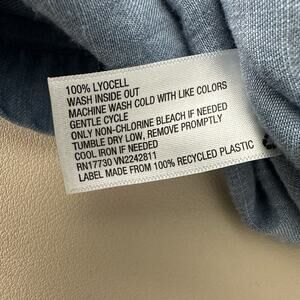 100% LYOCELL
WASH INSIDE OUT
MACHINE WASH COLD WITH LIKE COLORS
GENTLE CYCLE
ONLY NON-CHLORINE BLEACH IF NEEDED
TUMBLE DRY LOW, REMOVE PROMPTLY
COOL IRON IF NEEDED
RN17730 VN2242811
LABEL MADE FROM 100% RECYCLED PLASTIC